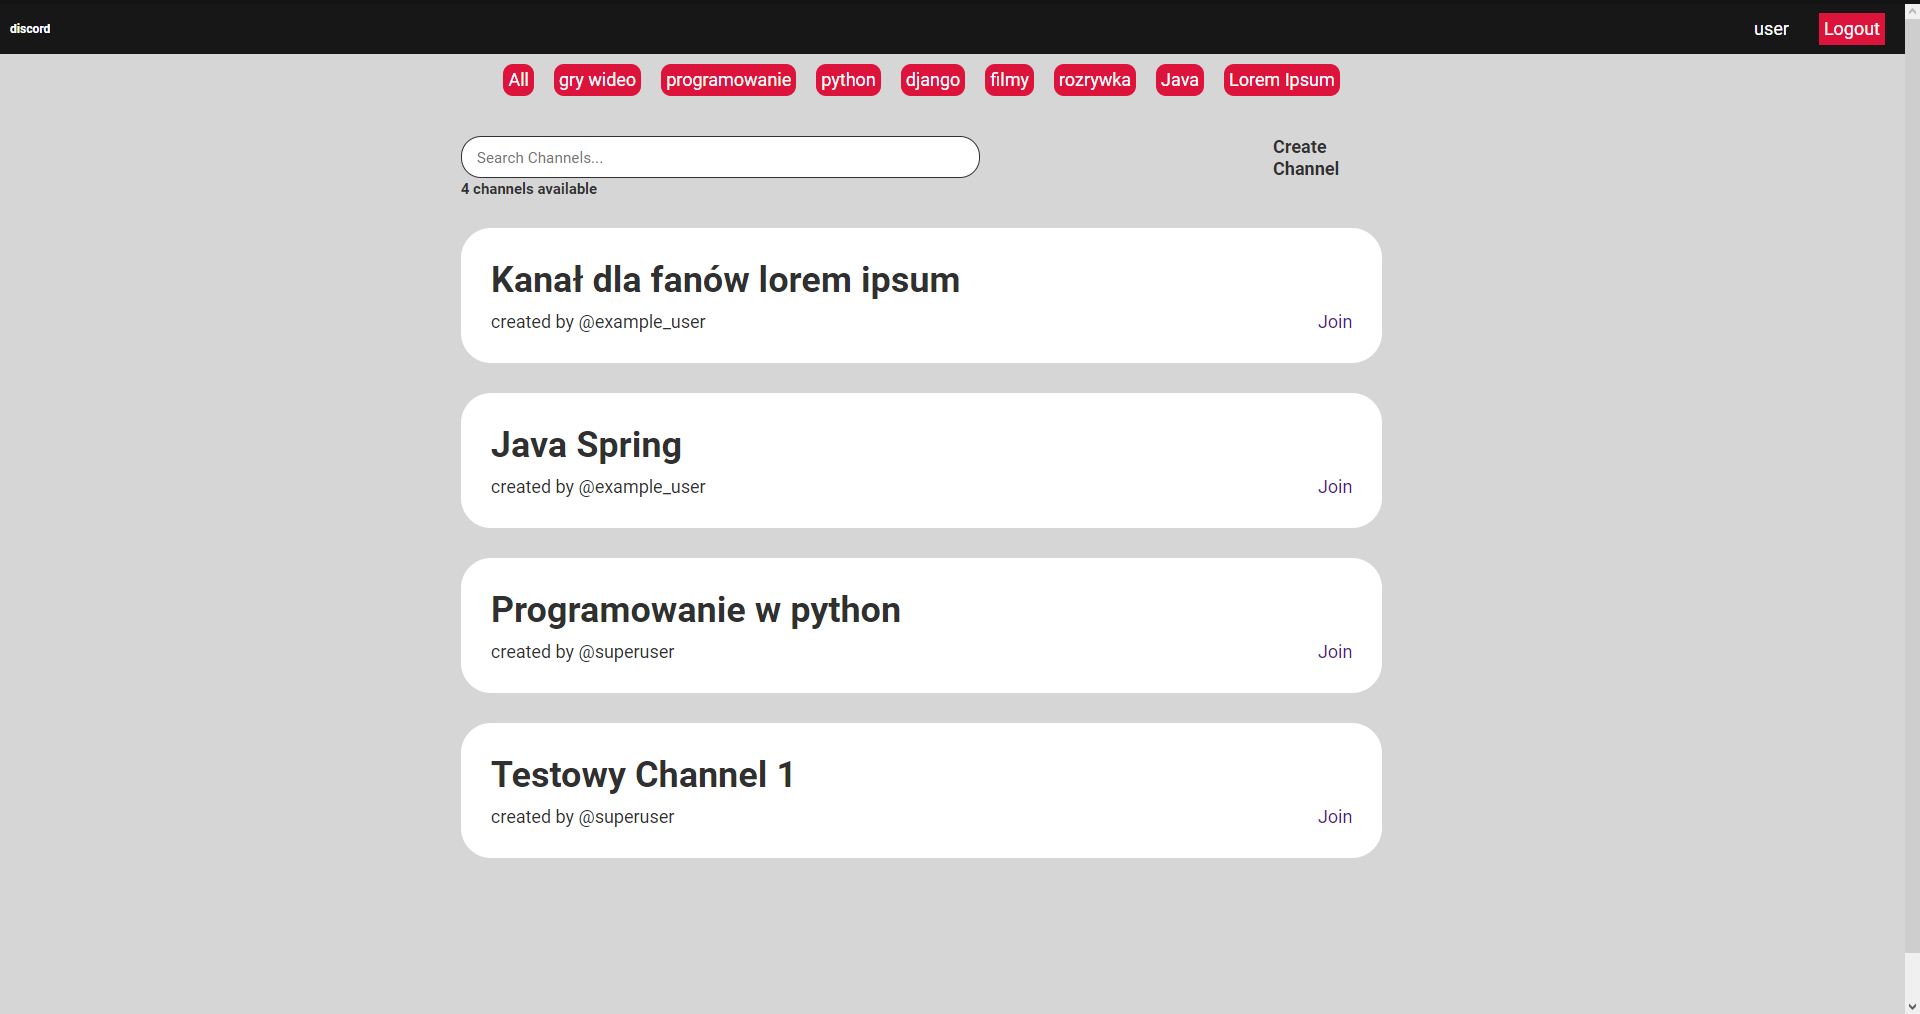 discord
user
Logout
All
gry wideo
programowanie
python
django
filmy
rozrywka
Java
Lorem Ipsum
Search Channels...
Create
Channel
4 channels available
Kanał dla fanów lorem ipsum
created by @example_user
Join
Java Spring
created by @example_user
Join
Programowanie w python
created by @superuser
Join
Testowy Channel 1
created by @superuser
Join